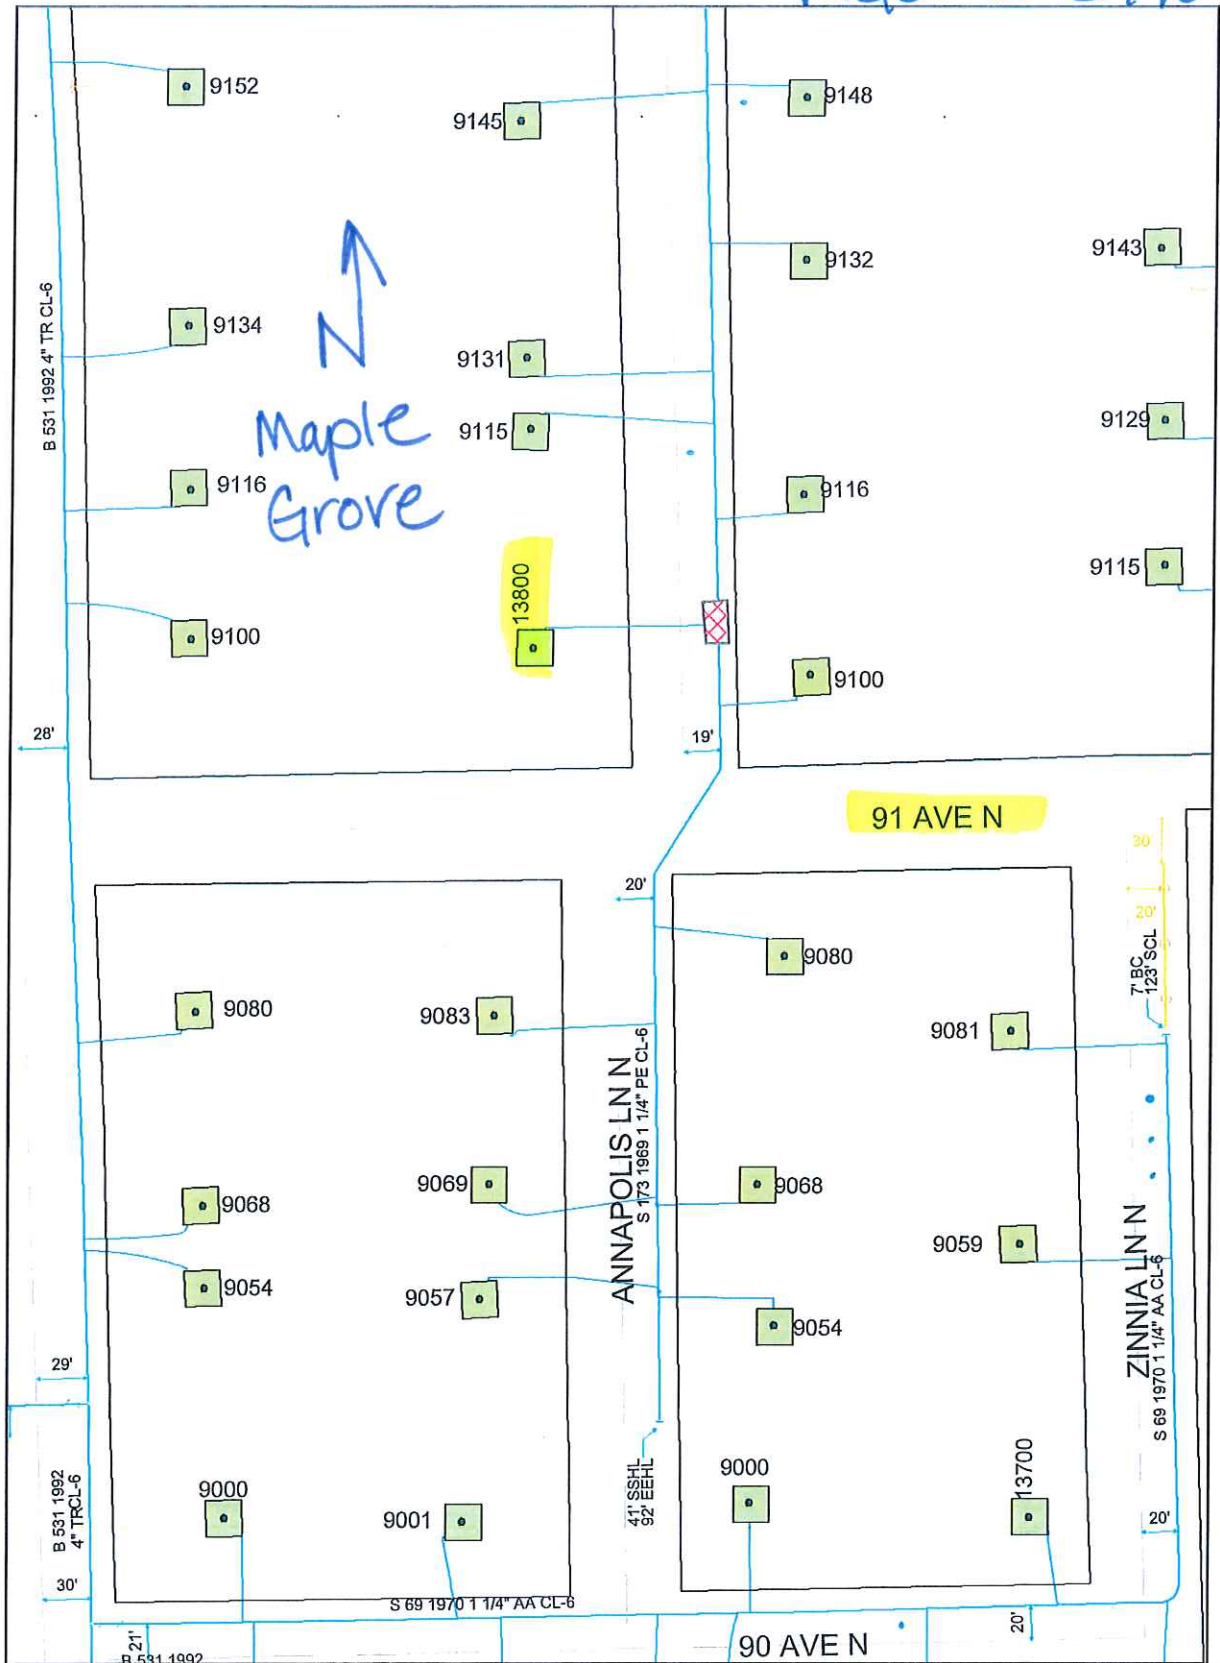 9152
9145
9148
9132
9143
B 531 1992 4" TR CL-6
9134
N
9131
Maple
Grove
9115
9129
9116
9116
13800
9115
9100
9100
28'
19'
91 AVE N
30'
20'
20'
7' BC
123' SCL
9080
9080
9083
9081
ANNAPOLIS LN N
S 173 1969 1 1/4" PE CL-6
9068
9069
9068
9059
9054
9057
9054
ZINNIA LN N
S 69 1970 1 1/4" AA CL-6
29'
B 531 1992
4" TRCL-6
9000
9001
41' SSHL
92' EEHL
9000
13700
20'
30'
S 69 1970 1 1/4" AA CL-6
21'
B 531 1992
90 AVE N
20'